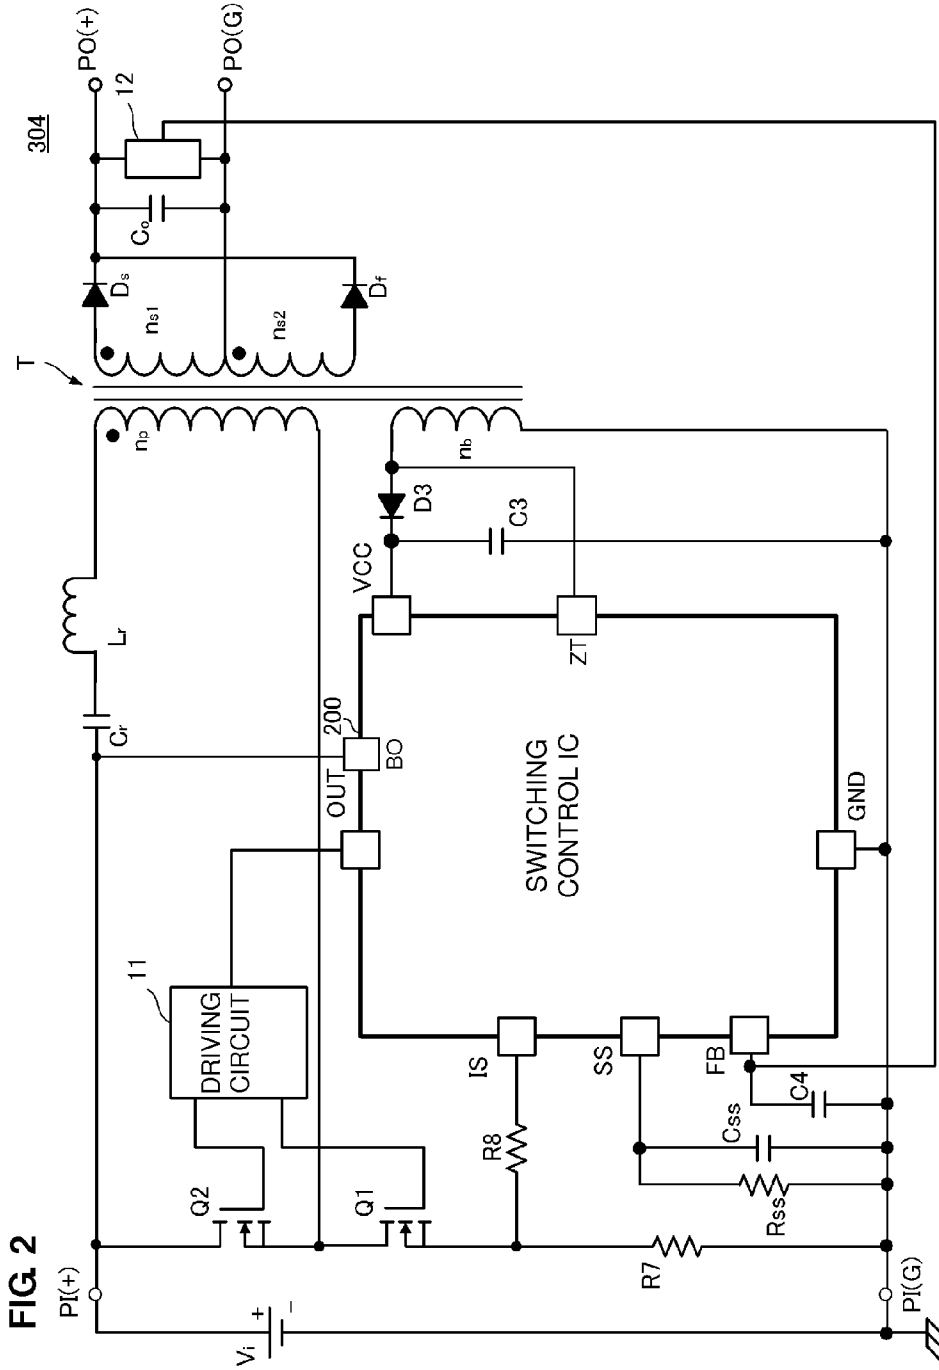 FIG. 2
304
PI(+)
Vi
+
−
PI(G)
Q2
Q1
R7
R8
Rss
Css
C4
11
DRIVING
CIRCUIT
IS
SS
FB
OUT
BO
200
VCC
ZT
GND
SWITCHING
CONTROL IC
Cr
Lr
T
np
nb
D3
C3
ns1
ns2
Ds
Df
Co
12
PO(+)
PO(G)